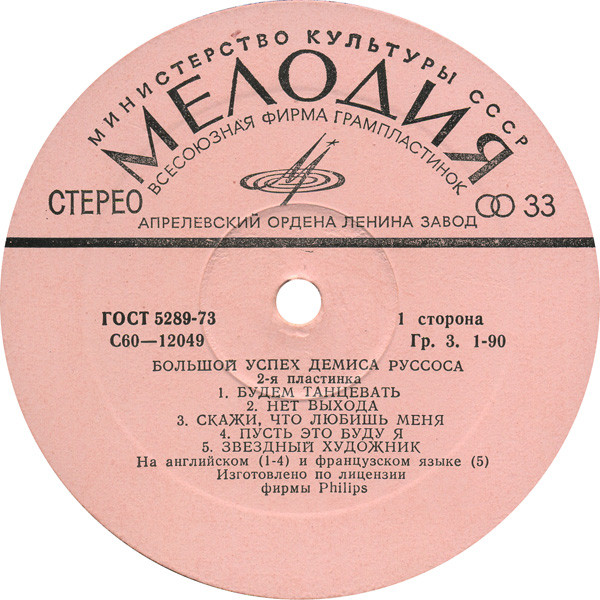 МИНИСТЕРСТВО КУЛЬТУРЫ СССР
МЕЛОДИЯ
ВСЕСОЮЗНАЯ ФИРМА ГРАМПЛАСТИНОК
СТЕРЕО
33
АПРЕЛЕВСКИЙ ОРДЕНА ЛЕНИНА ЗАВОД
ГОСТ 5289-73
1 сторона
С60—12049
Гр. 3. 1-90
БОЛЬШОЙ УСПЕХ ДЕМИСА РУССОСА
2-я пластинка
1. БУДЕМ ТАНЦЕВАТЬ
2. НЕТ ВЫХОДА
3. СКАЖИ, ЧТО ЛЮБИШЬ МЕНЯ
4. ПУСТЬ ЭТО БУДУ Я
5. ЗВЕЗДНЫЙ ХУДОЖНИК
На английском (1-4) и французском языке (5)
Изготовлено по лицензии
фирмы Philips